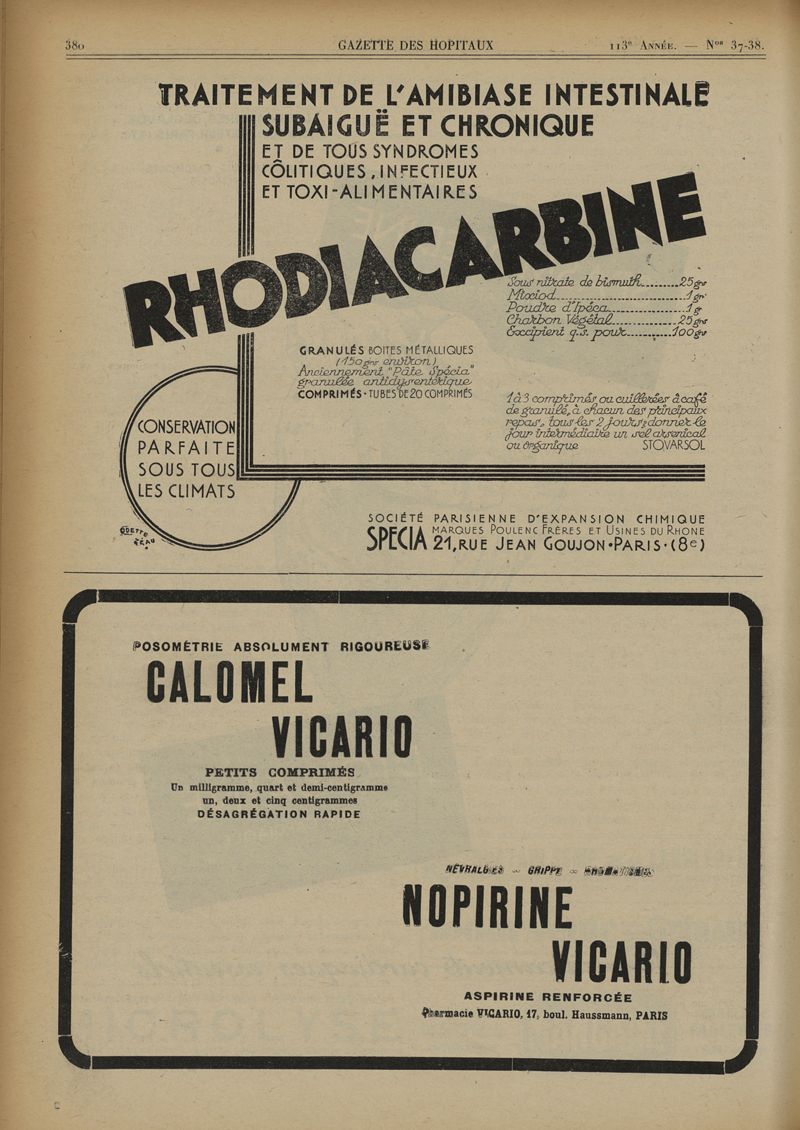 380 GAZETTE DES HOPITAUX 113e ANNÉE. — Nos 37-38.
TRAITEMENT DE L'AMIBIASE INTESTINALE
SUBAIGUË ET CHRONIQUE
ET DE TOUS SYNDROMES
CÔLITIQUES, INFECTIEUX
ET TOXI-ALIMENTAIRES
RHODIACARBINE
Sous nitrate de bismuth.........25grs
Mixiod..............................1gr
Poudre d'Ipéca...................1g
Charbon Végétal...............25grs
Excipient q.s. pour...........100grs
GRANULÉS BOITES MÉTALLIQUES
(150grs environ)
Anciennement "Pâte Spécia"
granulée antidysentérique
COMPRIMÉS • TUBES DE 20 COMPRIMÉS
1 à 3 comprimés, ou cuillerées à café
de granulé, à chacun des principaux
repas, tous les 2 jours; donner le
jour intermédiaire un sel arsenical
ou organique STOVARSOL
CONSERVATION
PARFAITE
SOUS TOUS
LES CLIMATS
ODETTE
SOCIÉTÉ PARISIENNE D'EXPANSION CHIMIQUE
MARQUES POULENC FRÈRES ET USINES DU RHONE
SPECIA 21, RUE JEAN GOUJON • PARIS • (8e)
POSOMÉTRIE ABSOLUMENT RIGOUREUSE
CALOMEL
VICARIO
PETITS COMPRIMÉS
Un milligramme, quart et demi-centigramme
un, deux et cinq centigrammes
DÉSAGRÉGATION RAPIDE
NÉVRALGIES — GRIPPE —
NOPIRINE
VICARIO
ASPIRINE RENFORCÉE
Pharmacie VICARIO, 17, boul. Haussmann, PARIS